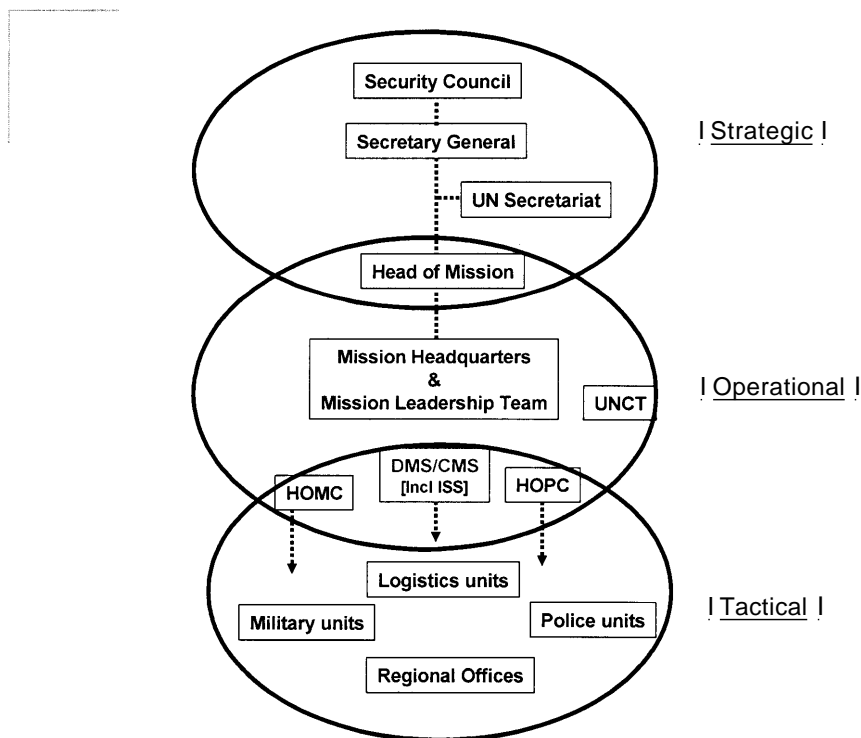 Security Council
Secretary General
Strategic
UN Secretariat
Head of Mission
Mission Headquarters
&
Mission Leadership Team
UNCT
Operational
DMS/CMS
[Incl ISS]
HOMC
HOPC
Logistics units
Military units
Police units
Tactical
Regional Offices